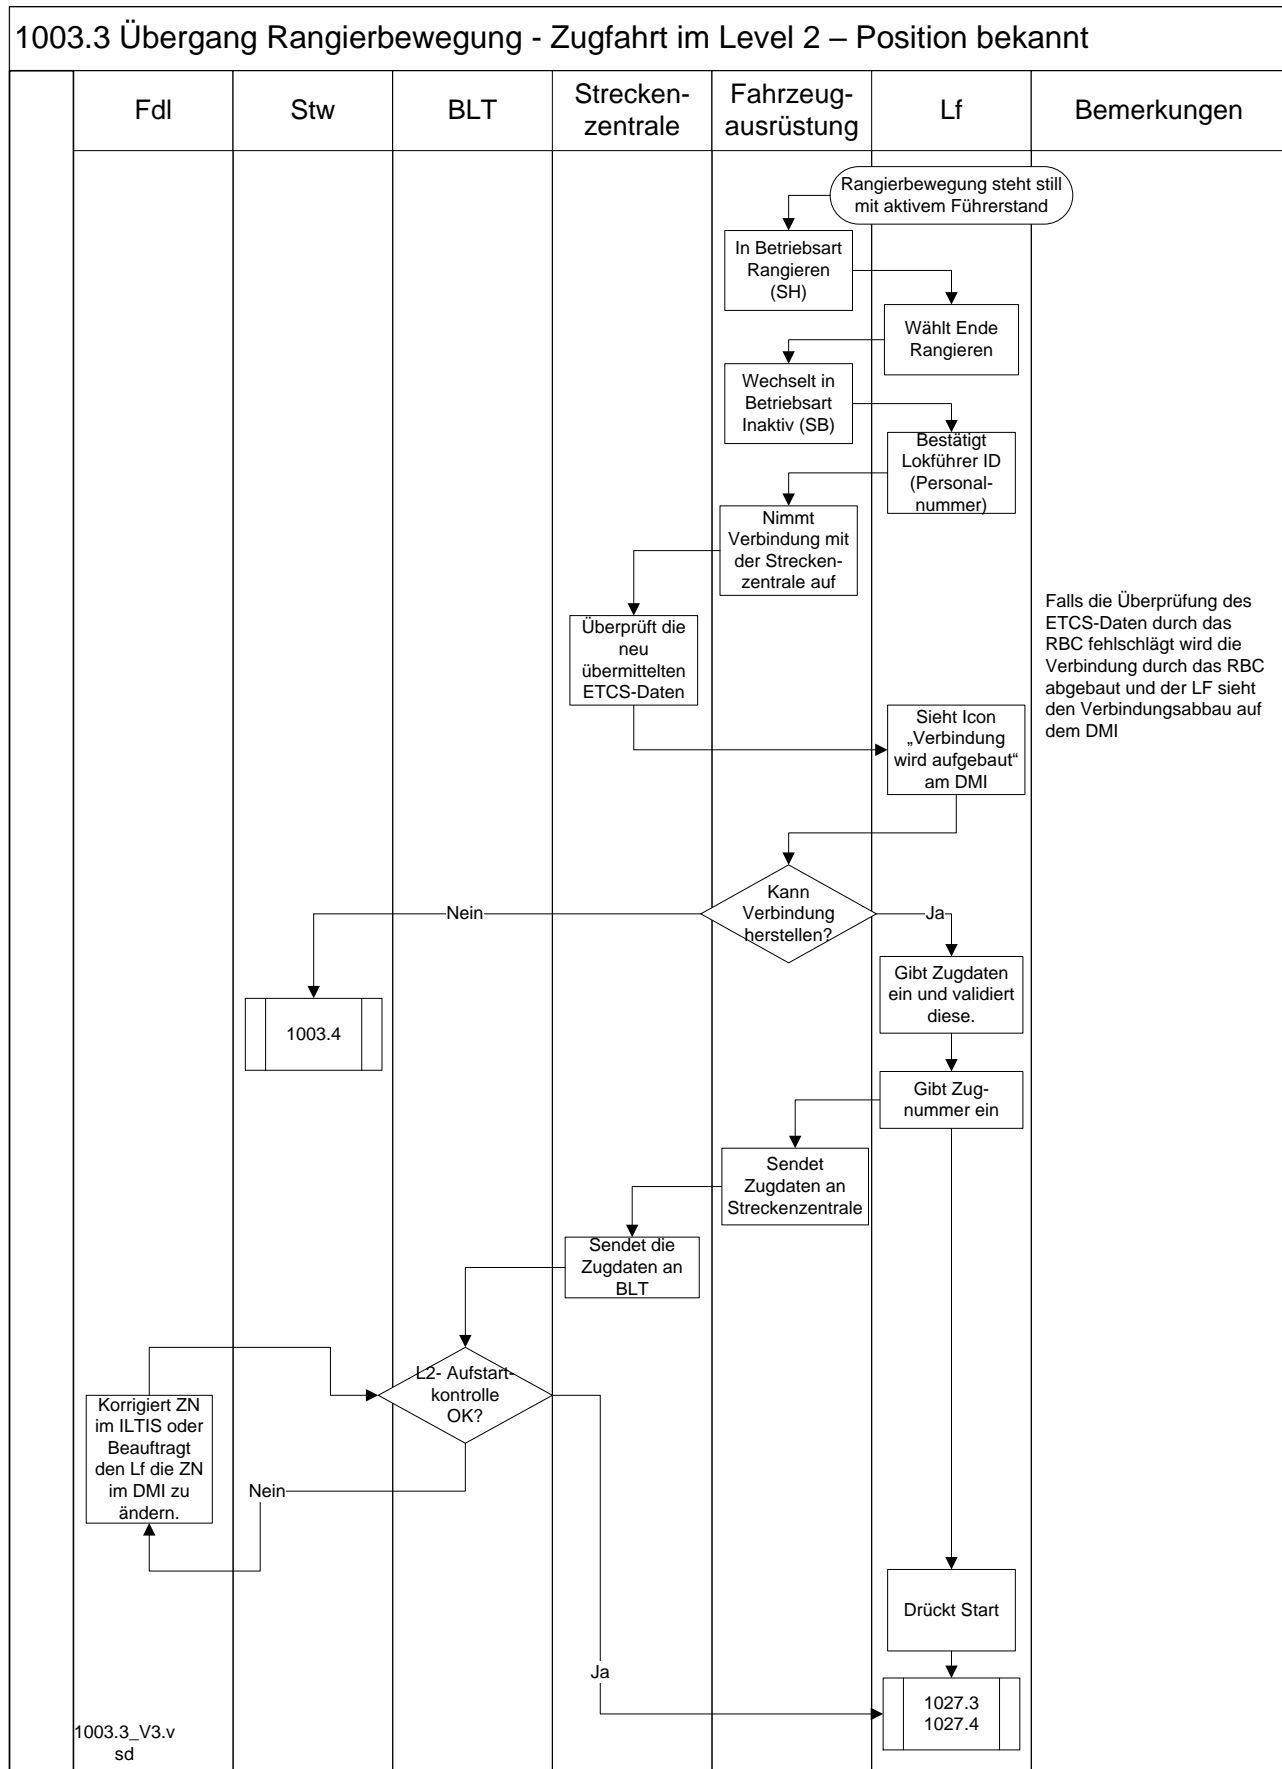 1003.3 Übergang Rangierbewegung - Zugfahrt im Level 2 – Position bekannt
Fdl
Stw
BLT
Strecken-
zentrale
Fahrzeug-
ausrüstung
Lf
Bemerkungen
Rangierbewegung steht still
mit aktivem Führerstand
In Betriebsart
Rangieren
(SH)
Wählt Ende
Rangieren
Wechselt in
Betriebsart
Inaktiv (SB)
Bestätigt
Lokführer ID
(Personal-
nummer)
Nimmt
Verbindung mit
der Strecken-
zentrale auf
Überprüft die
neu
übermittelten
ETCS-Daten
Falls die Überprüfung des
ETCS-Daten durch das
RBC fehlschlägt wird die
Verbindung durch das RBC
abgebaut und der LF sieht
den Verbindungsabbau auf
dem DMI
Sieht Icon
„Verbindung
wird aufgebaut“
am DMI
Kann
Verbindung
herstellen?
Nein
Ja
Gibt Zugdaten
ein und validiert
diese.
1003.4
Gibt Zug-
nummer ein
Sendet
Zugdaten an
Streckenzentrale
Sendet die
Zugdaten an
BLT
L2- Aufstart-
kontrolle
OK?
Korrigiert ZN
im ILTIS oder
Beauftragt
den Lf die ZN
im DMI zu
ändern.
Nein
Drückt Start
Ja
1027.3
1027.4
1003.3_V3.v
sd